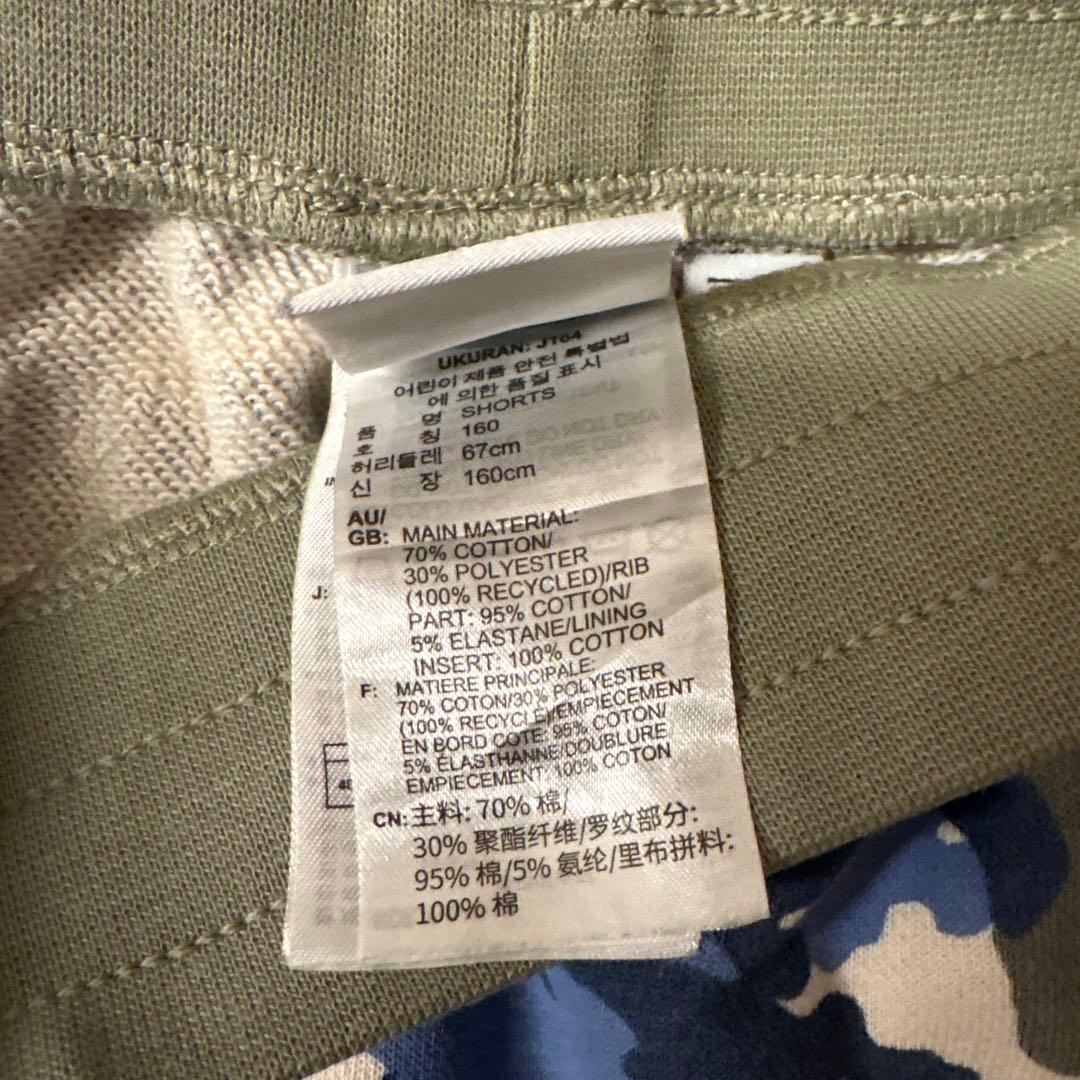 UKURAN: J164
어린이 제품 안전 특별법
에 의한 품질 표시
품 명 SHORTS
호 칭 160
허리둘레 67cm
신 장 160cm
AU/
GB: MAIN MATERIAL:
70% COTTON/
30% POLYESTER
(100% RECYCLED)/RIB
PART: 95% COTTON/
5% ELASTANE/LINING
INSERT: 100% COTTON
F: MATIERE PRINCIPALE:
70% COTON/30% POLYESTER
(100% RECYCLE)/EMPIECEMENT
EN BORD COTE: 95% COTON/
5% ÉLASTHANNE/DOUBLURE
EMPIECEMENT: 100% COTON
CN: 主料: 70% 棉/
30% 聚酯纤维/罗纹部分:
95% 棉/5% 氨纶/里布拼料:
100% 棉
J: